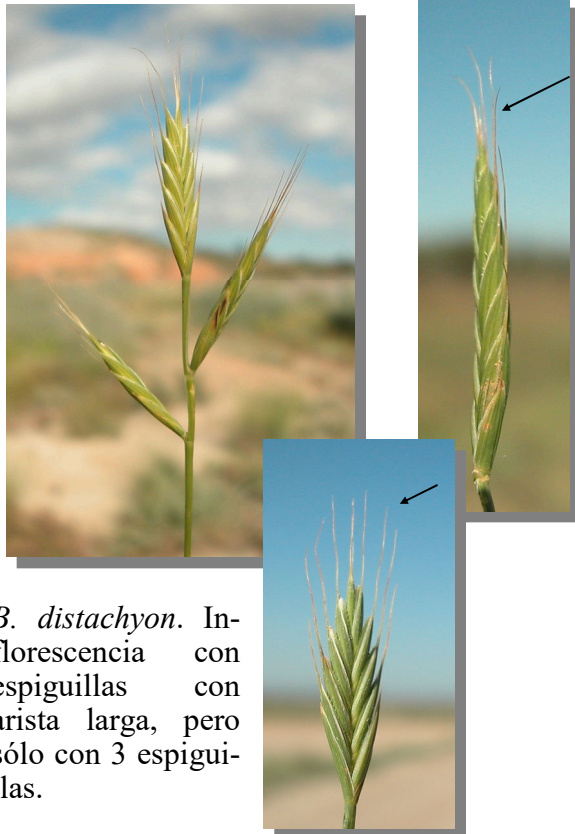 B. distachyon. In-
florescencia con
espiguillas con
arista larga, pero
sólo con 3 espigui-
llas.